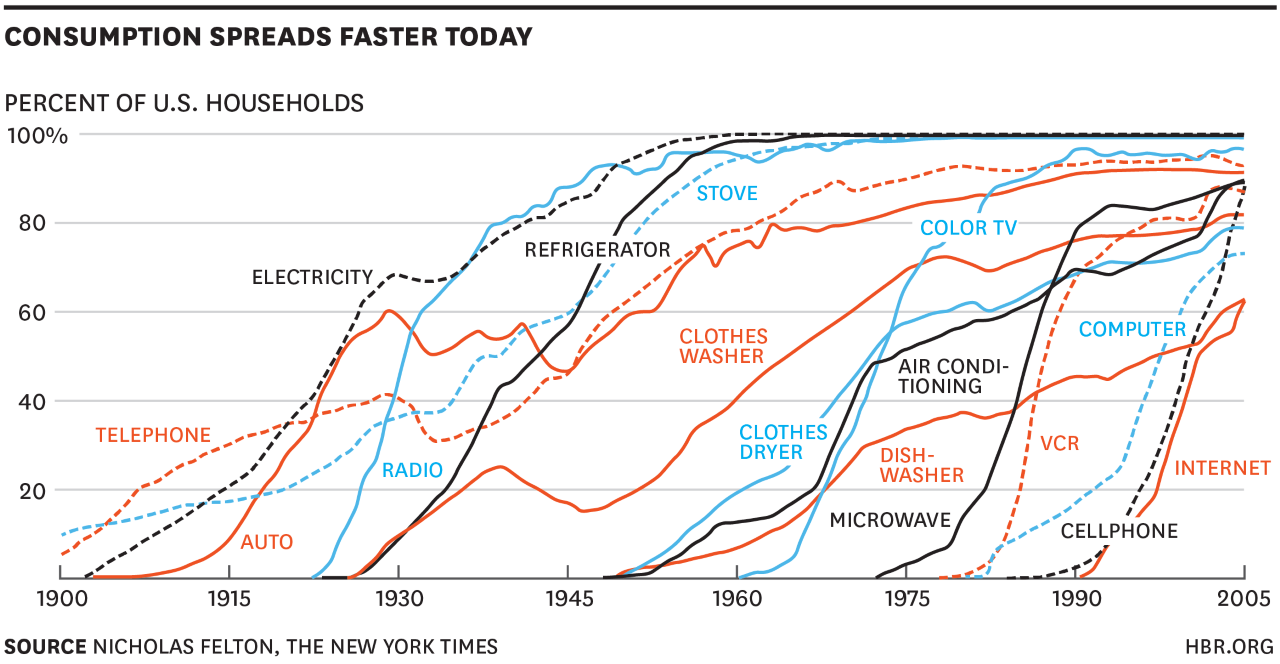 CONSUMPTION SPREADS FASTER TODAY
PERCENT OF U.S. HOUSEHOLDS
100%
80
60
40
20
STOVE
COLOR TV
REFRIGERATOR
ELECTRICITY
CLOTHES
WASHER
COMPUTER
AIR CONDI-
TIONING
TELEPHONE
CLOTHES
DRYER
VCR
RADIO
DISH-
WASHER
INTERNET
MICROWAVE
CELLPHONE
AUTO
1900
1915
1930
1945
1960
1975
1990
2005
SOURCE NICHOLAS FELTON, THE NEW YORK TIMES
HBR.ORG